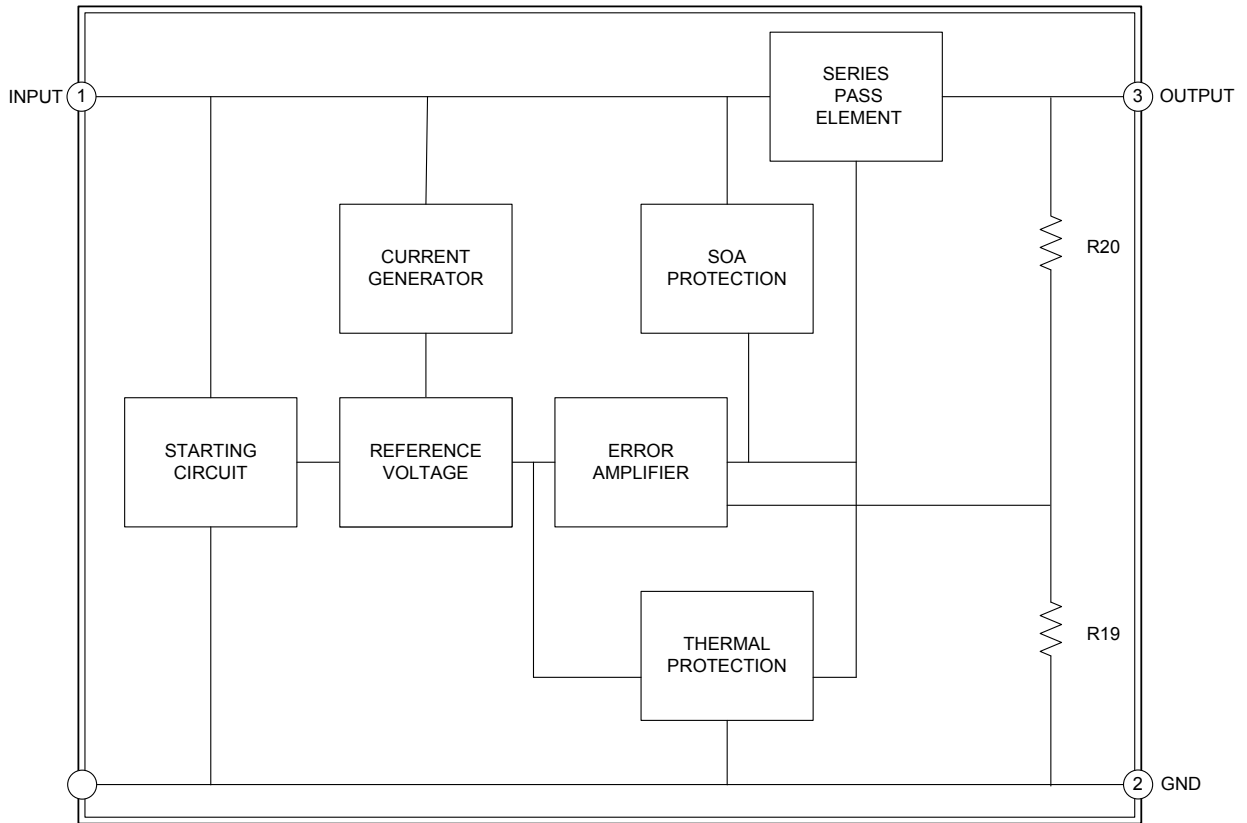 SERIES
PASS
ELEMENT
INPUT 1
3 OUTPUT
CURRENT
GENERATOR
SOA
PROTECTION
R20
STARTING
CIRCUIT
REFERENCE
VOLTAGE
ERROR
AMPLIFIER
THERMAL
PROTECTION
R19
2 GND